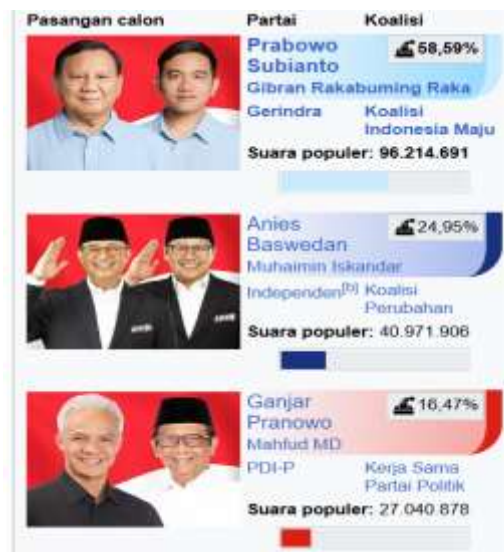 Pasangan calon Partai Koalisi
Prabowo 58,59%
Subianto
Gibran Rakabuming Raka
Gerindra Koalisi
Indonesia Maju
Suara populer: 96.214.691
Anies 24,95%
Baswedan
Muhaimin Iskandar
Independen[b] Koalisi
Perubahan
Suara populer: 40.971.906
Ganjar 16,47%
Pranowo
Mahfud MD
PDI-P Kerja Sama
Partai Politik
Suara populer: 27.040.878